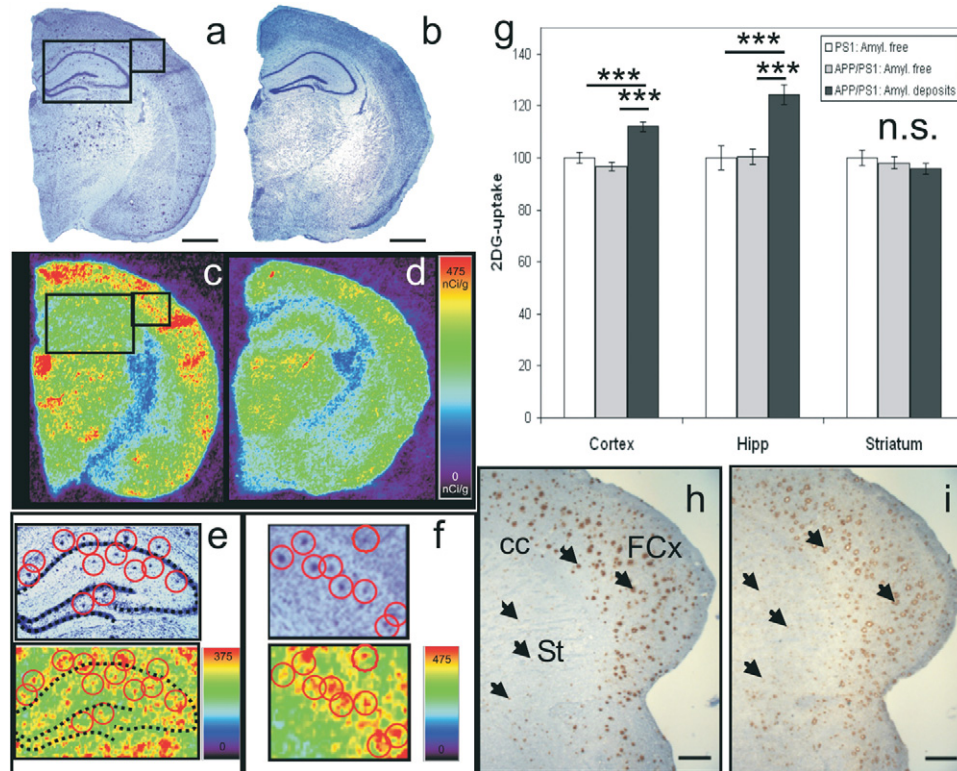 a
b
c
d
475
nCi/g
0
nCi/g
e
375
0
f
475
0
g
140
120
100
80
60
40
20
0
2DG-uptake
***
***
***
***
n.s.
PS1: Amyl. free
APP/PS1: Amyl. free
APP/PS1: Amyl. deposits
Cortex
Hipp
Striatum
h
cc
FCx
St
i